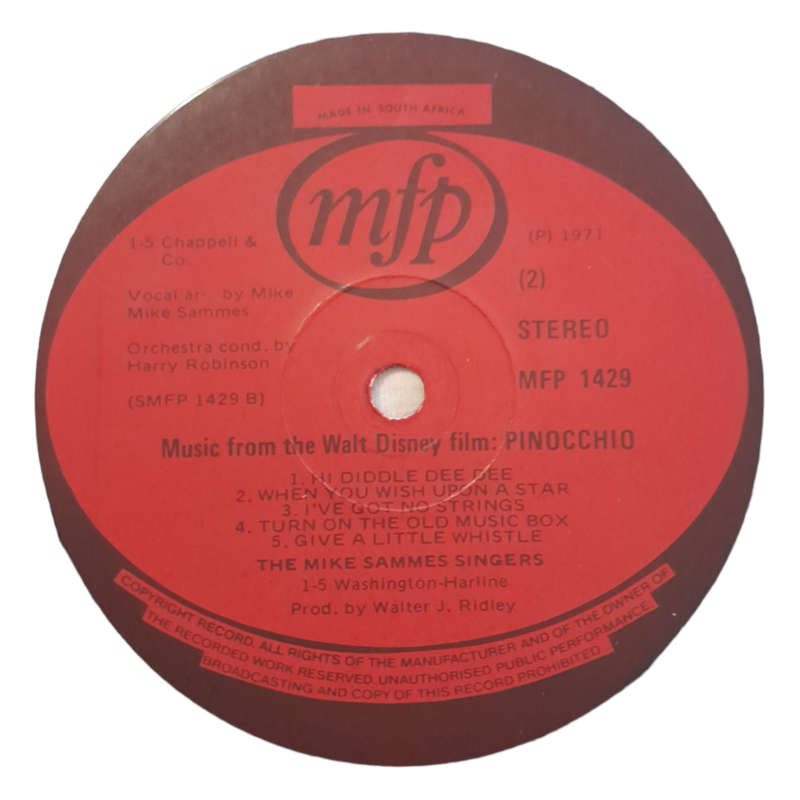 MADE IN SOUTH AFRICA
mfp
1-5 Chappell &
Co.
Vocal ar- by Mike
Mike Sammes
Orchestra cond. by
Harry Robinson
(SMFP 1429 B)
(P) 1971
(2)
STEREO
MFP 1429
Music from the Walt Disney film: PINOCCHIO
1. HI DIDDLE DEE DEE
2. WHEN YOU WISH UPON A STAR
3. I'VE GOT NO STRINGS
4. TURN ON THE OLD MUSIC BOX
5. GIVE A LITTLE WHISTLE
THE MIKE SAMMES SINGERS
1-5 Washington-Harline
Prod. by Walter J. Ridley
COPYRIGHT RECORD. ALL RIGHTS OF THE MANUFACTURER AND OF THE OWNER OF
THE RECORDED WORK RESERVED. UNAUTHORISED PUBLIC PERFORMANCE
BROADCASTING AND COPY OF THIS RECORD PROHIBITED